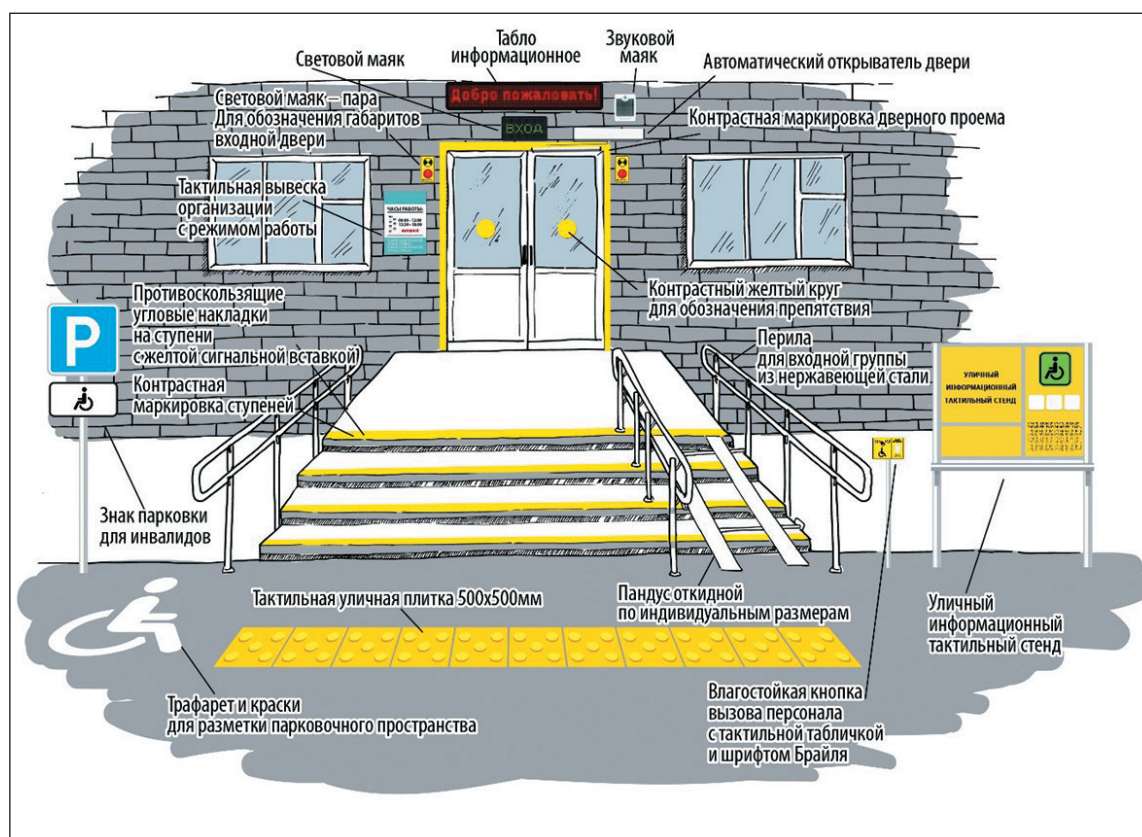 Табло
информационное
Звуковой
маяк
Световой маяк
Автоматический открыватель двери
Добро пожаловать!
Световой маяк – пара
Для обозначения габаритов
входной двери
ВХОД
Контрастная маркировка дверного проема
Тактильная вывеска
организации
с режимом работы
ЧАСЫ РАБОТЫ:
Контрастный желтый круг
для обозначения препятствия
Противоскользящие
угловые накладки
на ступени
с желтой сигнальной вставкой
P
Контрастная
маркировка ступеней
Перила
для входной группы
из нержавеющей стали
УЛИЧНЫЙ
ИНФОРМАЦИОННЫЙ
ТАКТИЛЬНЫЙ СТЕНД
Знак парковки
для инвалидов
Тактильная уличная плитка 500х500мм
Пандус откидной
по индивидуальным размерам
Уличный
информационный
тактильный стенд
Трафарет и краски
для разметки парковочного пространства
Влагостойкая кнопка
вызова персонала
с тактильной табличкой
и шрифтом Брайля